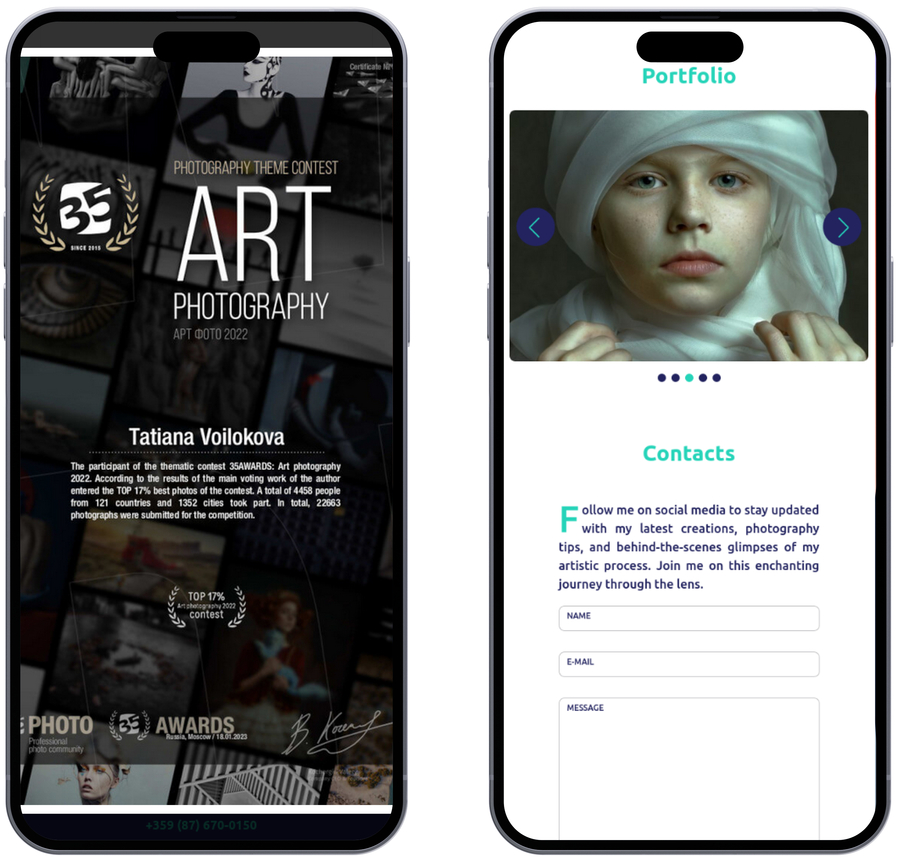 Certificate №
PHOTOGRAPHY THEME CONTEST
35
SINCE 2015
ART
PHOTOGRAPHY
АРТ ФОТО 2022
Tatiana Voilokova
The participant of the thematic contest 35AWARDS: Art photography
2022. According to the results of the main voting work of the author
entered the TOP 17% best photos of the contest. A total of 4458 people
from 121 countries and 1352 cities took part. In total, 22663
photographs were submitted for the competition.
TOP 17%
Art photography 2022
contest
PHOTO
35
AWARDS
Professional
photo community
Russia, Moscow / 18.01.2023
+359 (87) 670-0150
Portfolio
Contacts
Follow me on social media to stay updated
with my latest creations, photography
tips, and behind-the-scenes glimpses of my
artistic process. Join me on this enchanting
journey through the lens.
NAME
E-MAIL
MESSAGE